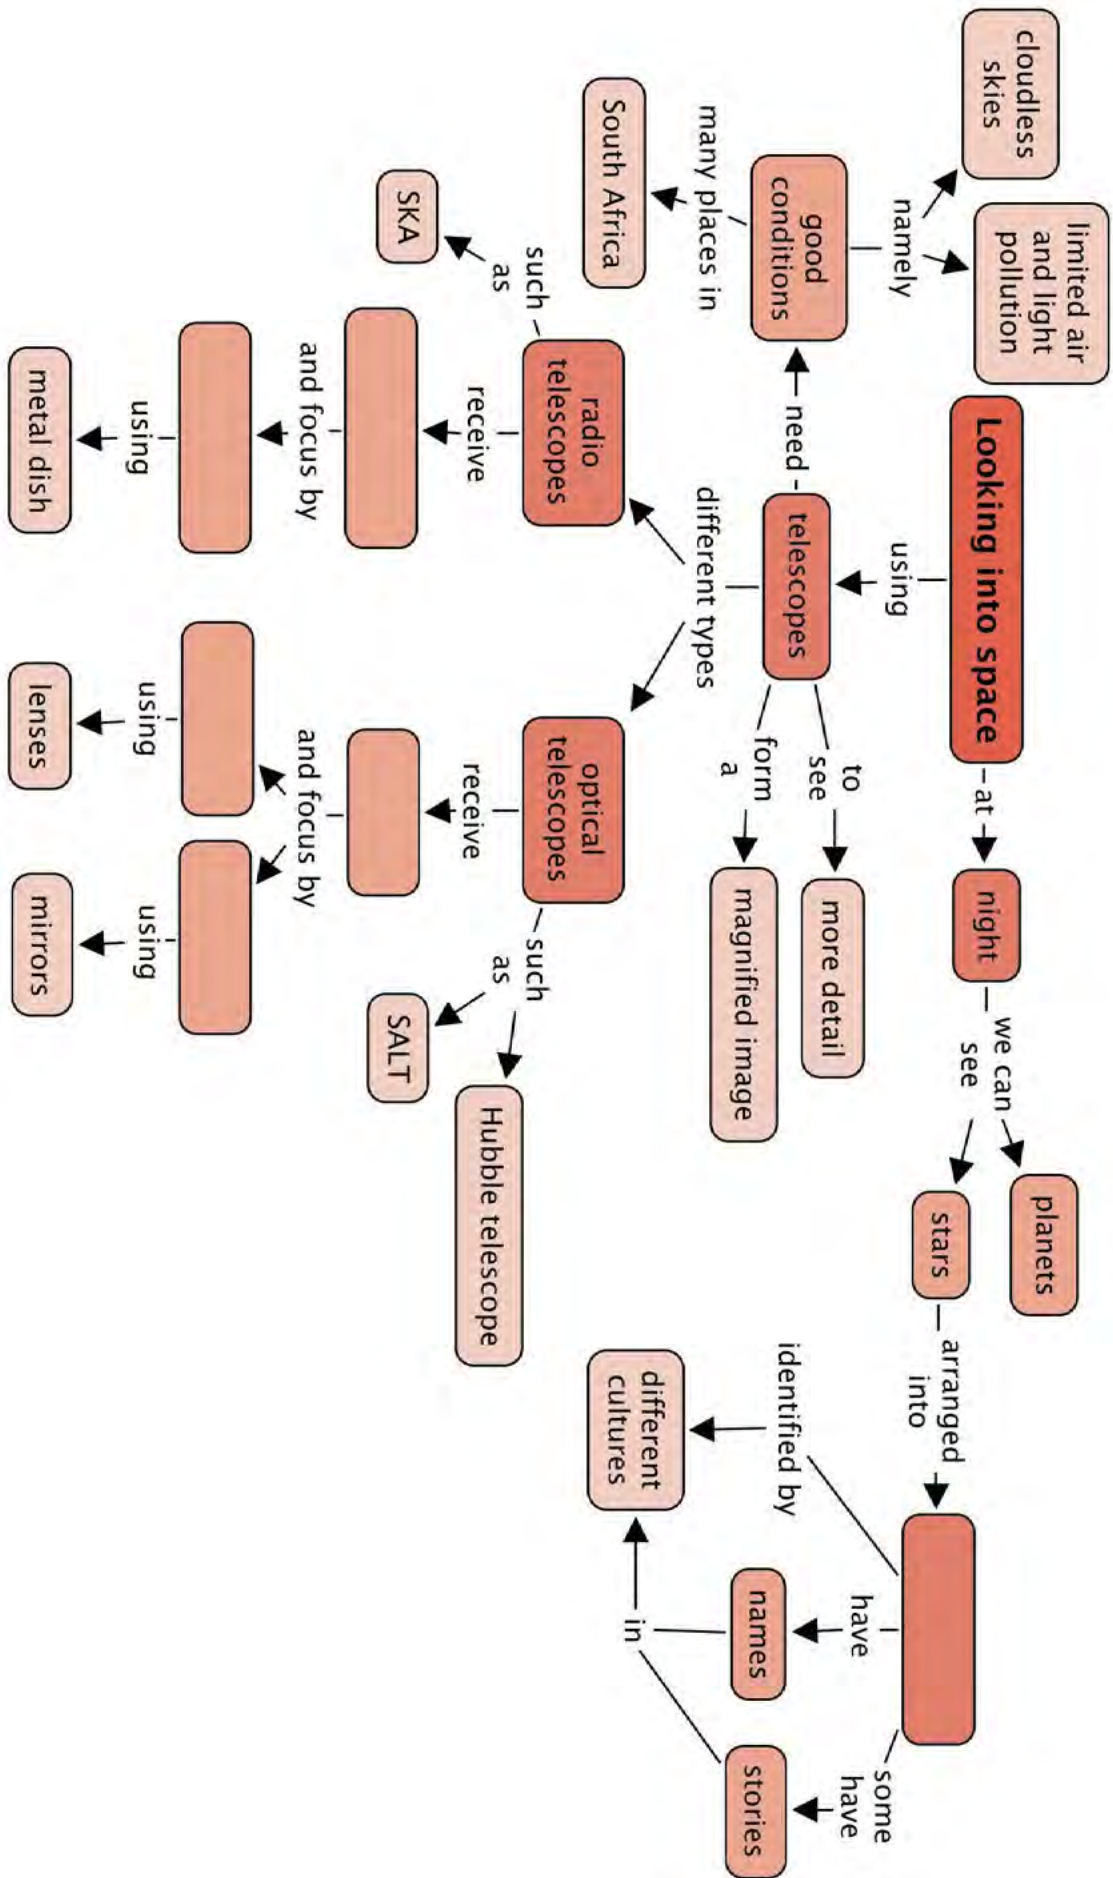 Looking into space
at
night
we can
see
planets
stars
arranged
into
identified by
have
some
have
names
stories
in
different
cultures
using
telescopes
to
see
more detail
form
a
magnified image
need
good
conditions
namely
cloudless
skies
limited air
and light
pollution
many places in
South Africa
different types
radio
telescopes
such
as
SKA
receive
and focus by
using
metal dish
optical
telescopes
such
as
SALT
Hubble telescope
receive
and focus by
using
lenses
using
mirrors